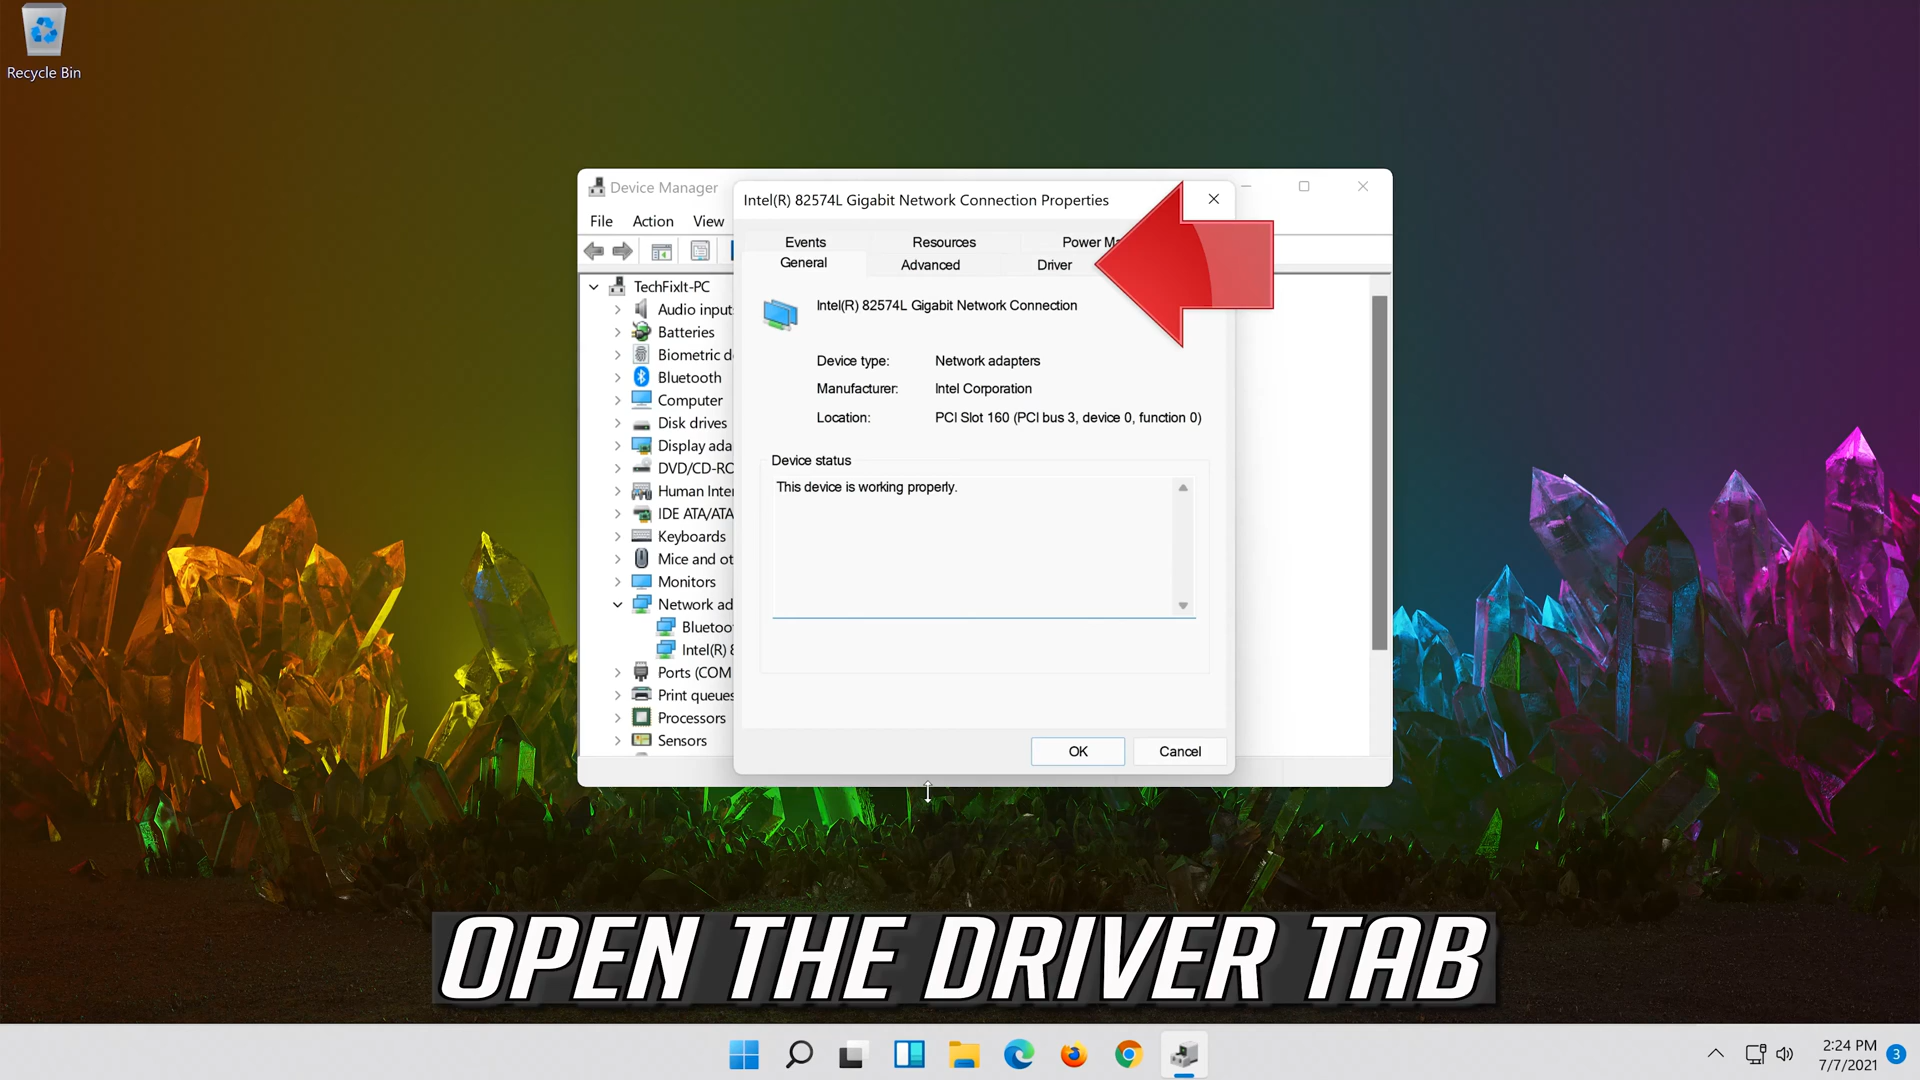 Recycle Bin
Device Manager
File Action View
TechFixIt-PC
Audio input
Batteries
Biometric d
Bluetooth
Computer
Disk drives
Display ada
DVD/CD-RO
Human Inte
IDE ATA/ATA
Keyboards
Mice and ot
Monitors
Network ad
Bluetoo
Intel(R) 8
Ports (COM
Print queues
Processors
Sensors
Intel(R) 82574L Gigabit Network Connection Properties
Events Resources Power Ma
General Advanced Driver
Intel(R) 82574L Gigabit Network Connection
Device type: Network adapters
Manufacturer: Intel Corporation
Location: PCI Slot 160 (PCI bus 3, device 0, function 0)
Device status
This device is working properly.
OK Cancel
OPEN THE DRIVER TAB
2:24 PM
7/7/2021
3